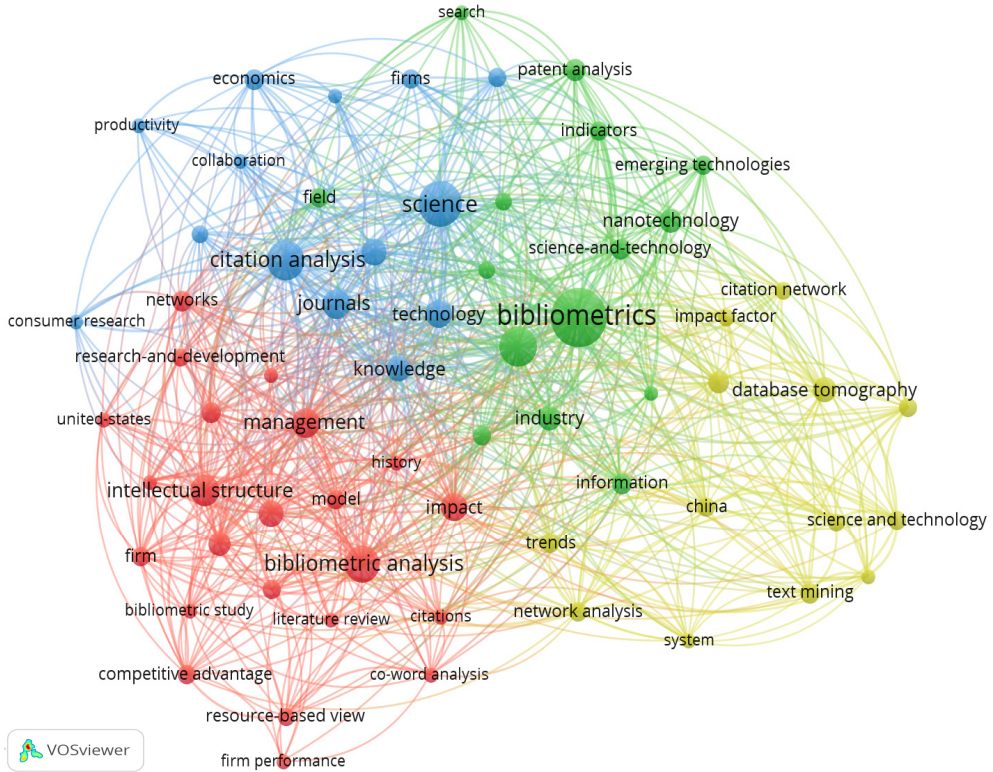 search
patent analysis
economics
firms
productivity
indicators
collaboration
emerging technologies
field
science
nanotechnology
science-and-technology
citation analysis
citation network
networks
journals
technology
bibliometrics
impact factor
consumer research
research-and-development
knowledge
database tomography
united-states
management
industry
history
information
intellectual structure
model
impact
china
science and technology
trends
firm
bibliometric analysis
text mining
bibliometric study
literature review
citations
network analysis
system
competitive advantage
co-word analysis
resource-based view
VOSviewer
firm performance